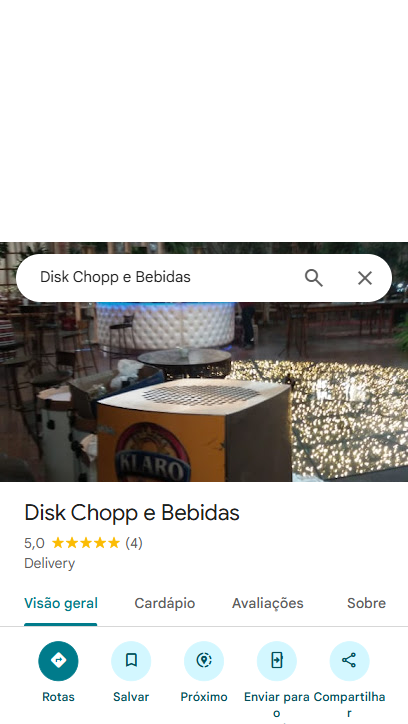 Disk Chopp e Bebidas
KLARO
Disk Chopp e Bebidas
5,0 (4)
Delivery
Visão geral Cardápio Avaliações Sobre
Rotas Salvar Próximo Enviar para o Compartilhar